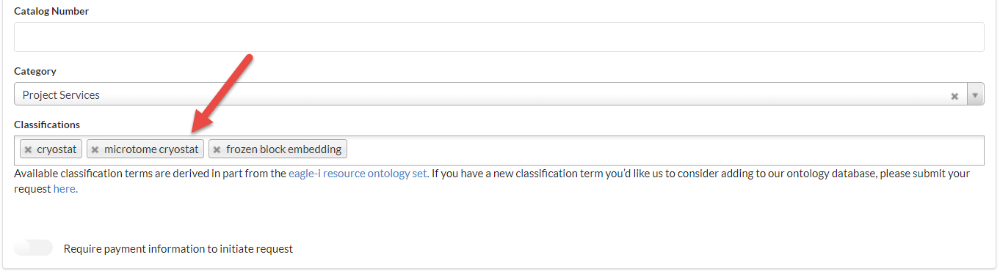 Catalog Number
Category
Project Services
Classifications
cryostat microtome cryostat frozen block embedding
Available classification terms are derived in part from the eagle-i resource ontology set. If you have a new classification term you’d like us to consider adding to our ontology database, please submit your
request here.
Require payment information to initiate request